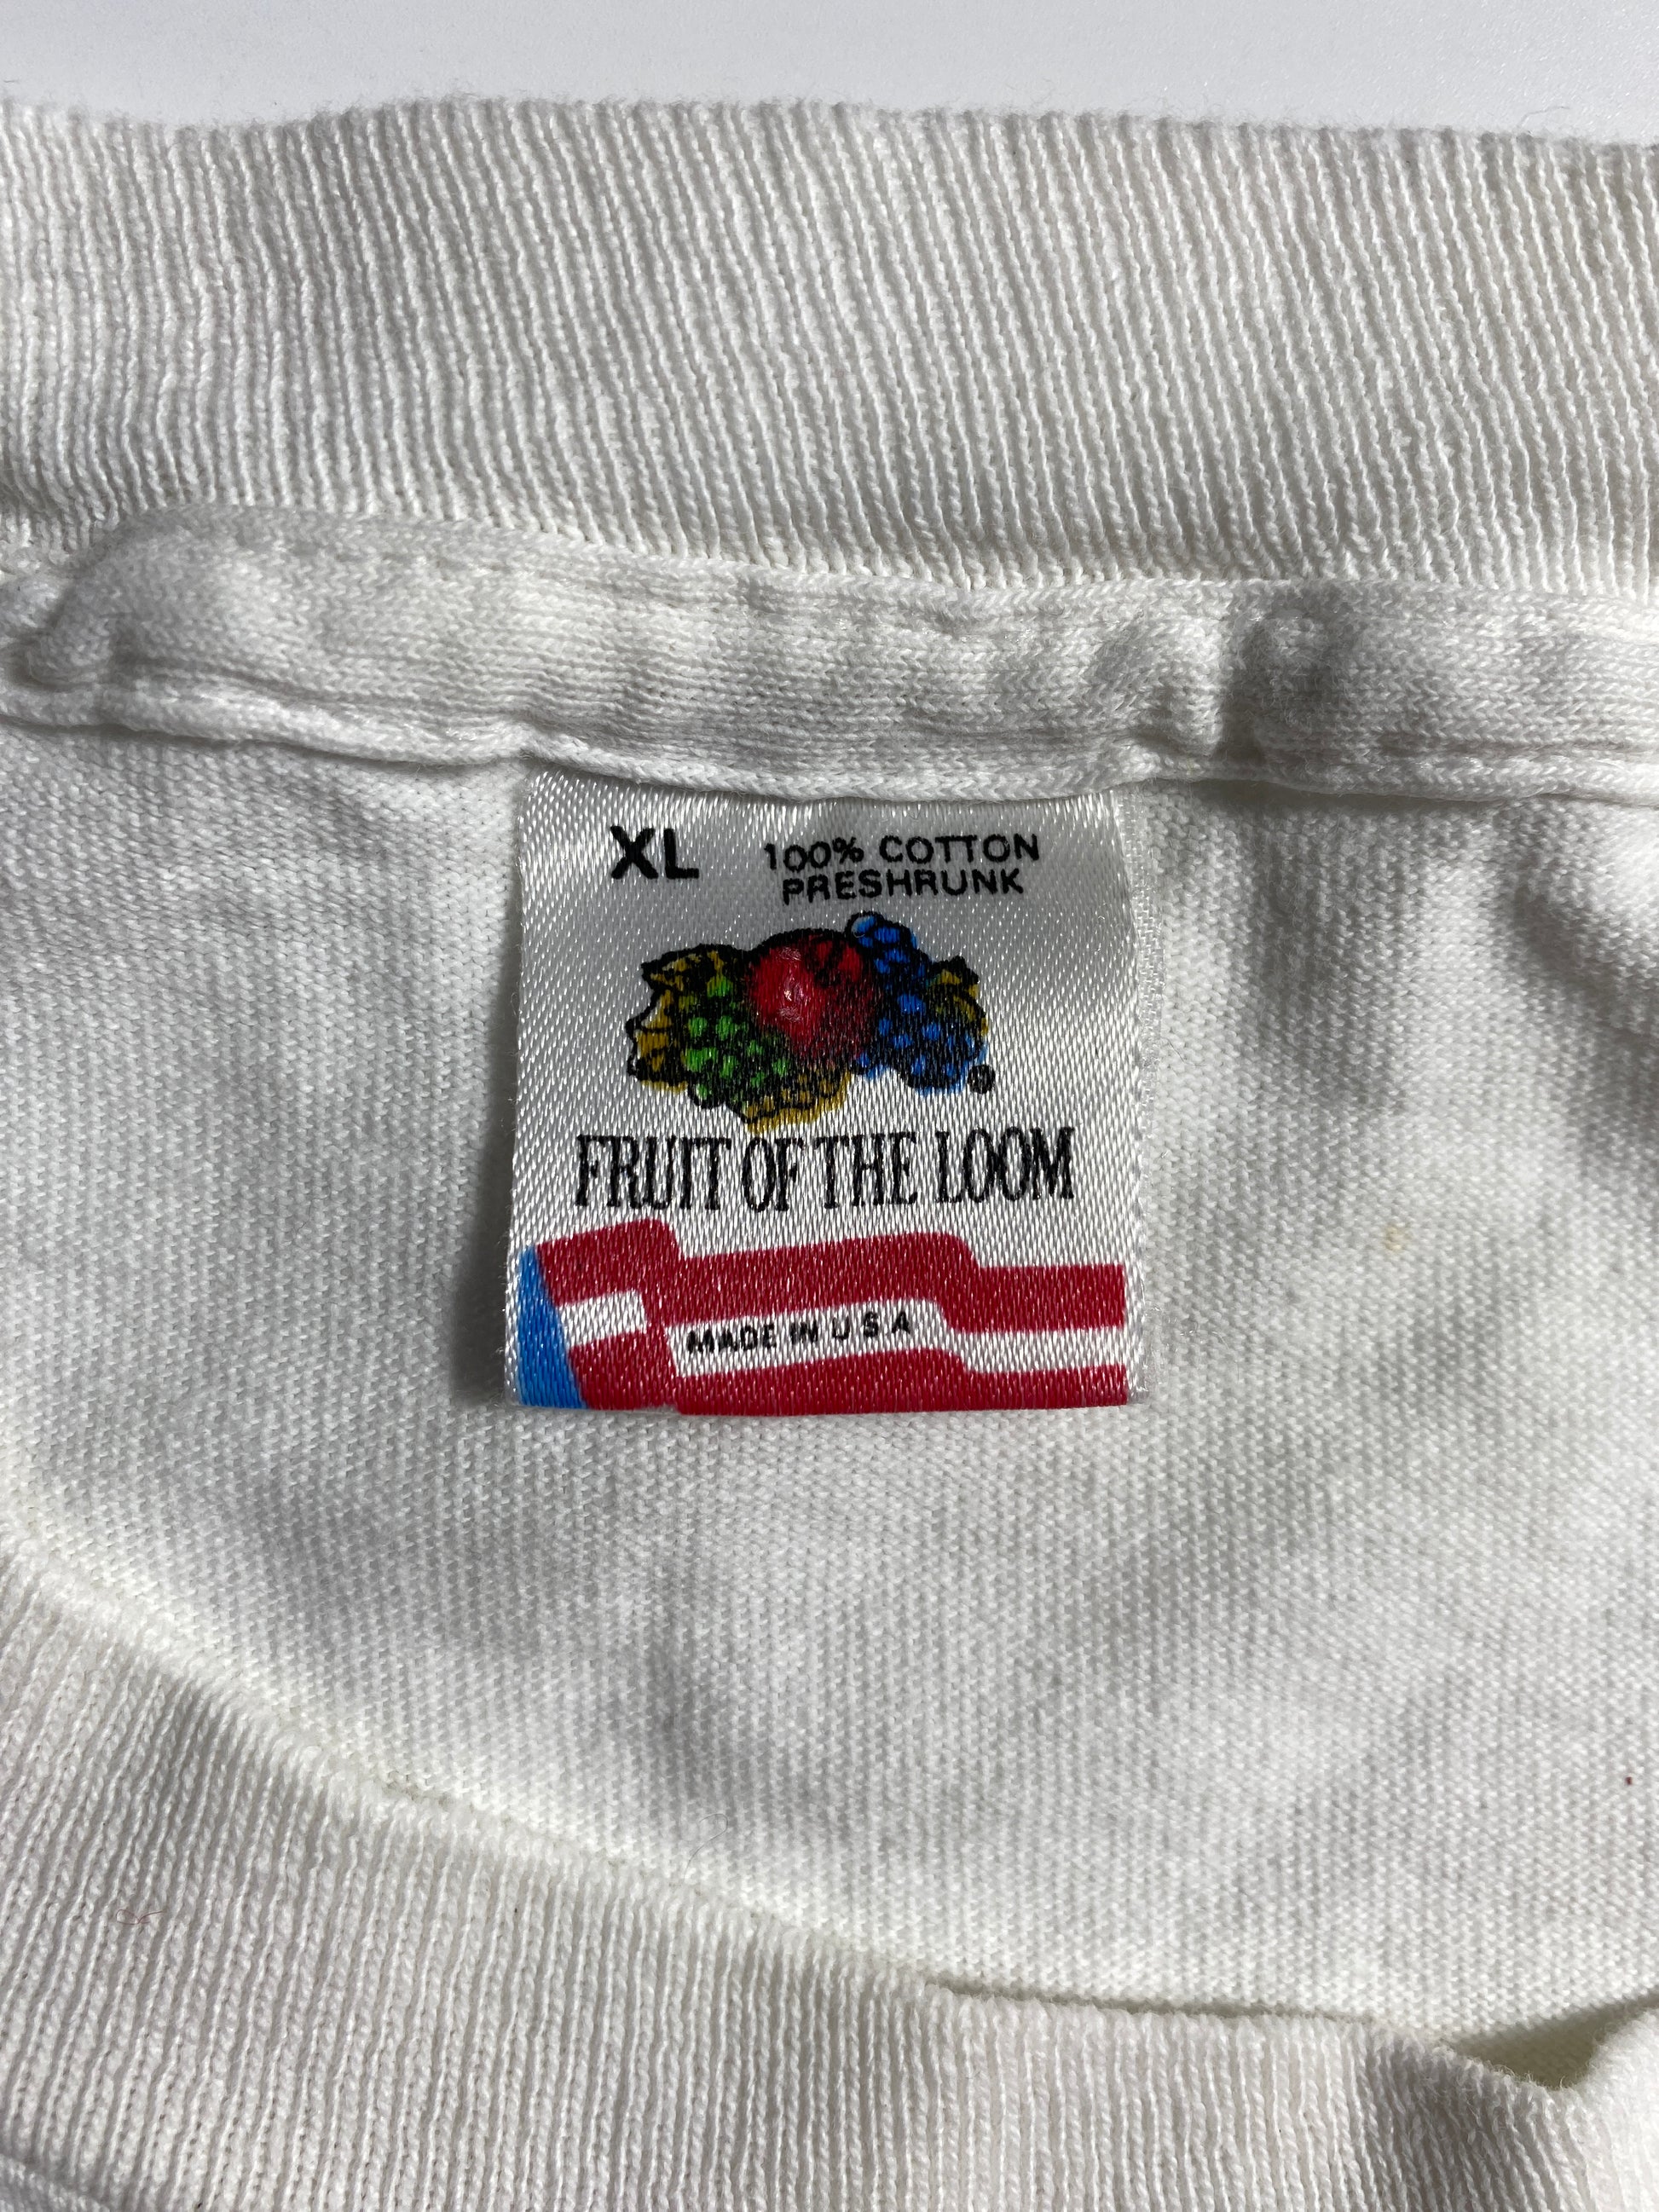 XL 100% COTTON
PRESHRUNK
®
FRUIT OF THE LOOM
MADE IN U S A